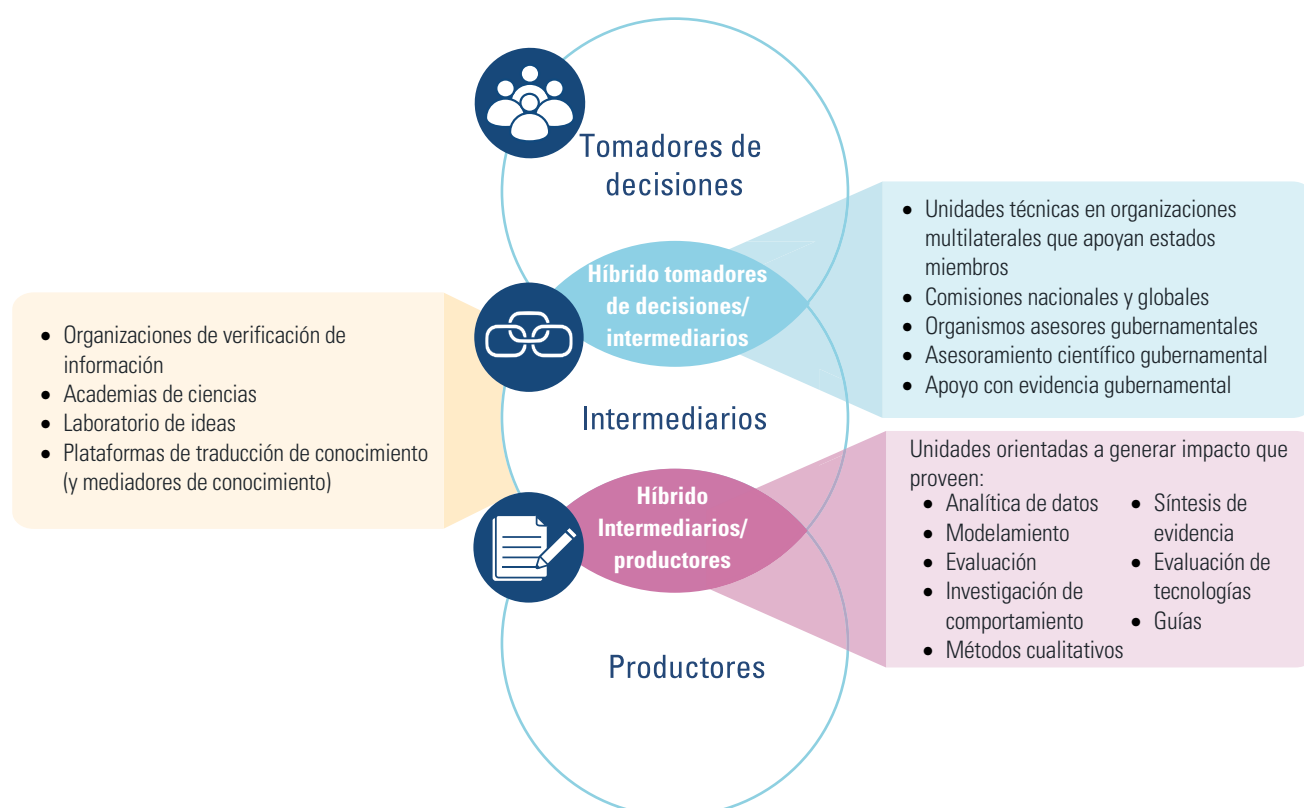 Tomadores de
decisiones
Híbrido tomadores
de decisiones/
intermediarios
• Unidades técnicas en organizaciones
multilaterales que apoyan estados
miembros
• Comisiones nacionales y globales
• Organismos asesores gubernamentales
• Asesoramiento científico gubernamental
• Apoyo con evidencia gubernamental
• Organizaciones de verificación de
información
• Academias de ciencias
• Laboratorio de ideas
• Plataformas de traducción de conocimiento
(y mediadores de conocimiento)
Intermediarios
Híbrido
Intermediarios/
productores
Unidades orientadas a generar impacto que
proveen:
• Analítica de datos
• Modelamiento
• Evaluación
• Investigación de
comportamiento
• Métodos cualitativos
• Síntesis de
evidencia
• Evaluación de
tecnologías
• Guías
Productores